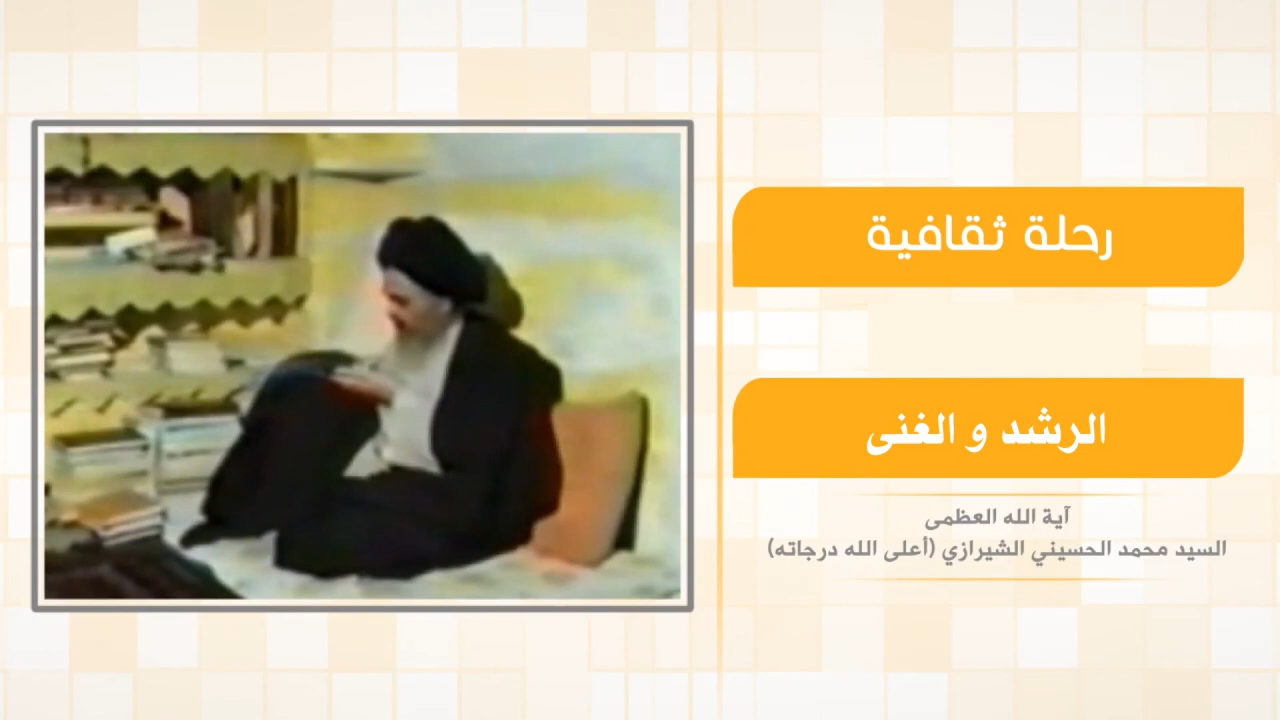 رحلة ثقافية
الرشد و الغنى
آية الله العظمى
السيد محمد الحسيني الشيرازي (أعلى الله درجاته)